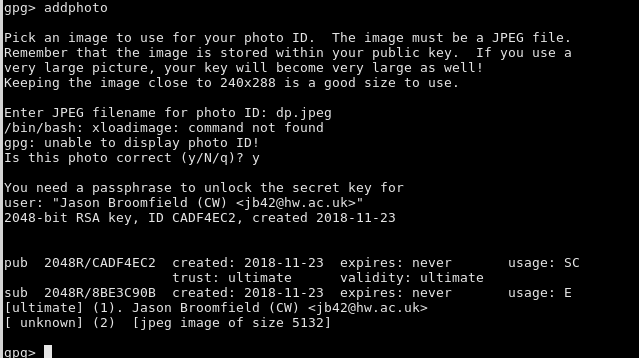 gpg> addphoto
Pick an image to use for your photo ID.  The image must be a JPEG file.
Remember that the image is stored within your public key.  If you use a
very large picture, your key will become very large as well!
Keeping the image close to 240x288 is a good size to use.
Enter JPEG filename for photo ID: dp.jpeg
/bin/bash: xloadimage: command not found
gpg: unable to display photo ID!
Is this photo correct (y/N/q)? y
You need a passphrase to unlock the secret key for
user: "Jason Broomfield (CW) <jb42@hw.ac.uk>"
2048-bit RSA key, ID CADF4EC2, created 2018-11-23
pub  2048R/CADF4EC2  created: 2018-11-23  expires: never       usage: SC
trust: ultimate      validity: ultimate
sub  2048R/8BE3C90B  created: 2018-11-23  expires: never       usage: E
[ultimate] (1). Jason Broomfield (CW) <jb42@hw.ac.uk>
[ unknown] (2)  [jpeg image of size 5132]
gpg>